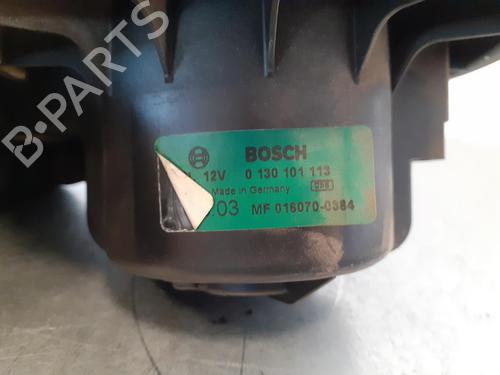 BOSCH
12V 0 130 101 113
Made in Germany
.03 MF 016070-0384
B-PARTS